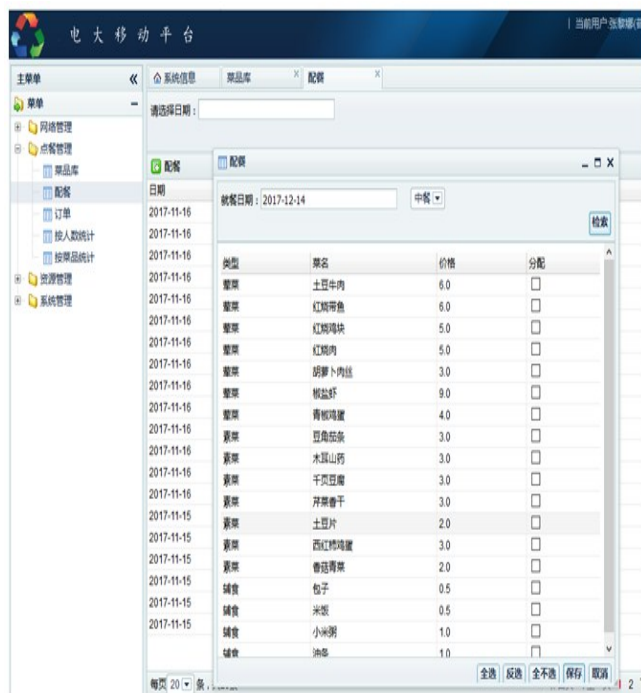 电大移动平台
当前用户:张黎娜
主菜单
系统信息 菜品库 配餐
菜单
网络管理
点餐管理
菜品库
配餐
订单
按人数统计
按菜品统计
资源管理
系统管理
请选择日期:
配餐
日期
2017-11-16
2017-11-16
2017-11-16
2017-11-16
2017-11-16
2017-11-16
2017-11-16
2017-11-16
2017-11-16
2017-11-16
2017-11-16
2017-11-16
2017-11-16
2017-11-16
2017-11-15
2017-11-15
2017-11-15
2017-11-15
2017-11-15
2017-11-15
每页 20 条
配餐
就餐日期: 2017-12-14 中餐
检索
类型 菜名 价格 分配
荤菜 土豆牛肉 6.0
荤菜 红烧带鱼 6.0
荤菜 红烧鸡块 5.0
荤菜 红烧肉 5.0
荤菜 胡萝卜肉丝 3.0
荤菜 椒盐虾 9.0
荤菜 青椒鸡蛋 4.0
素菜 豆角茄条 3.0
素菜 木耳山药 3.0
素菜 千页豆腐 3.0
素菜 芹菜香干 3.0
素菜 土豆片 2.0
素菜 西红柿鸡蛋 3.0
素菜 香菇青菜 2.0
辅食 包子 0.5
辅食 米饭 0.5
辅食 小米粥 1.0
辅食 油条 1.0
全选 反选 全不选 保存 取消
1 2